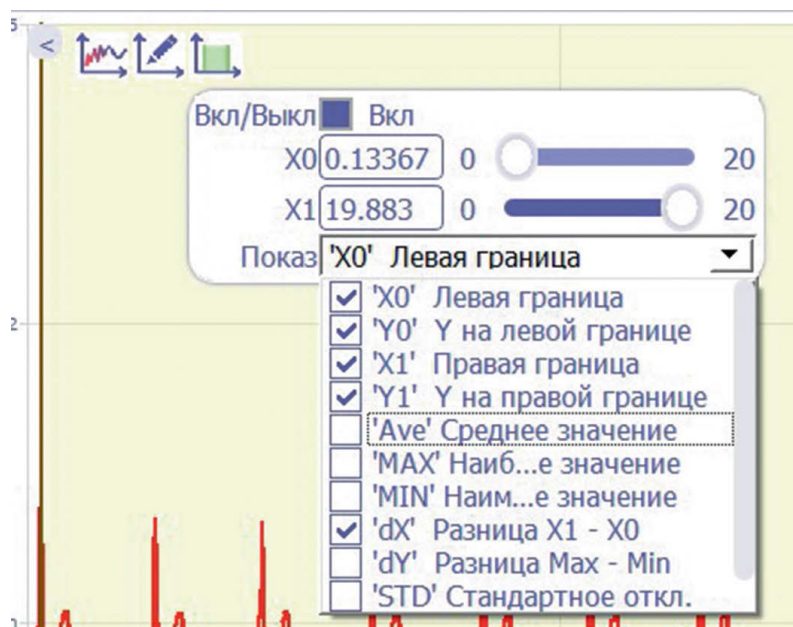 5
<
Вкл/Выкл Вкл
X0 0.13367 0 20
X1 19.883 0 20
Показ 'X0' Левая граница
'X0' Левая граница
2
'Y0' Y на левой границе
'X1' Правая граница
'Y1' Y на правой границе
'Ave' Среднее значение
'MAX' Наиб...е значение
'MIN' Наим...е значение
'dX' Разница X1 - X0
'dY' Разница Max - Min
'STD' Стандартное откл.